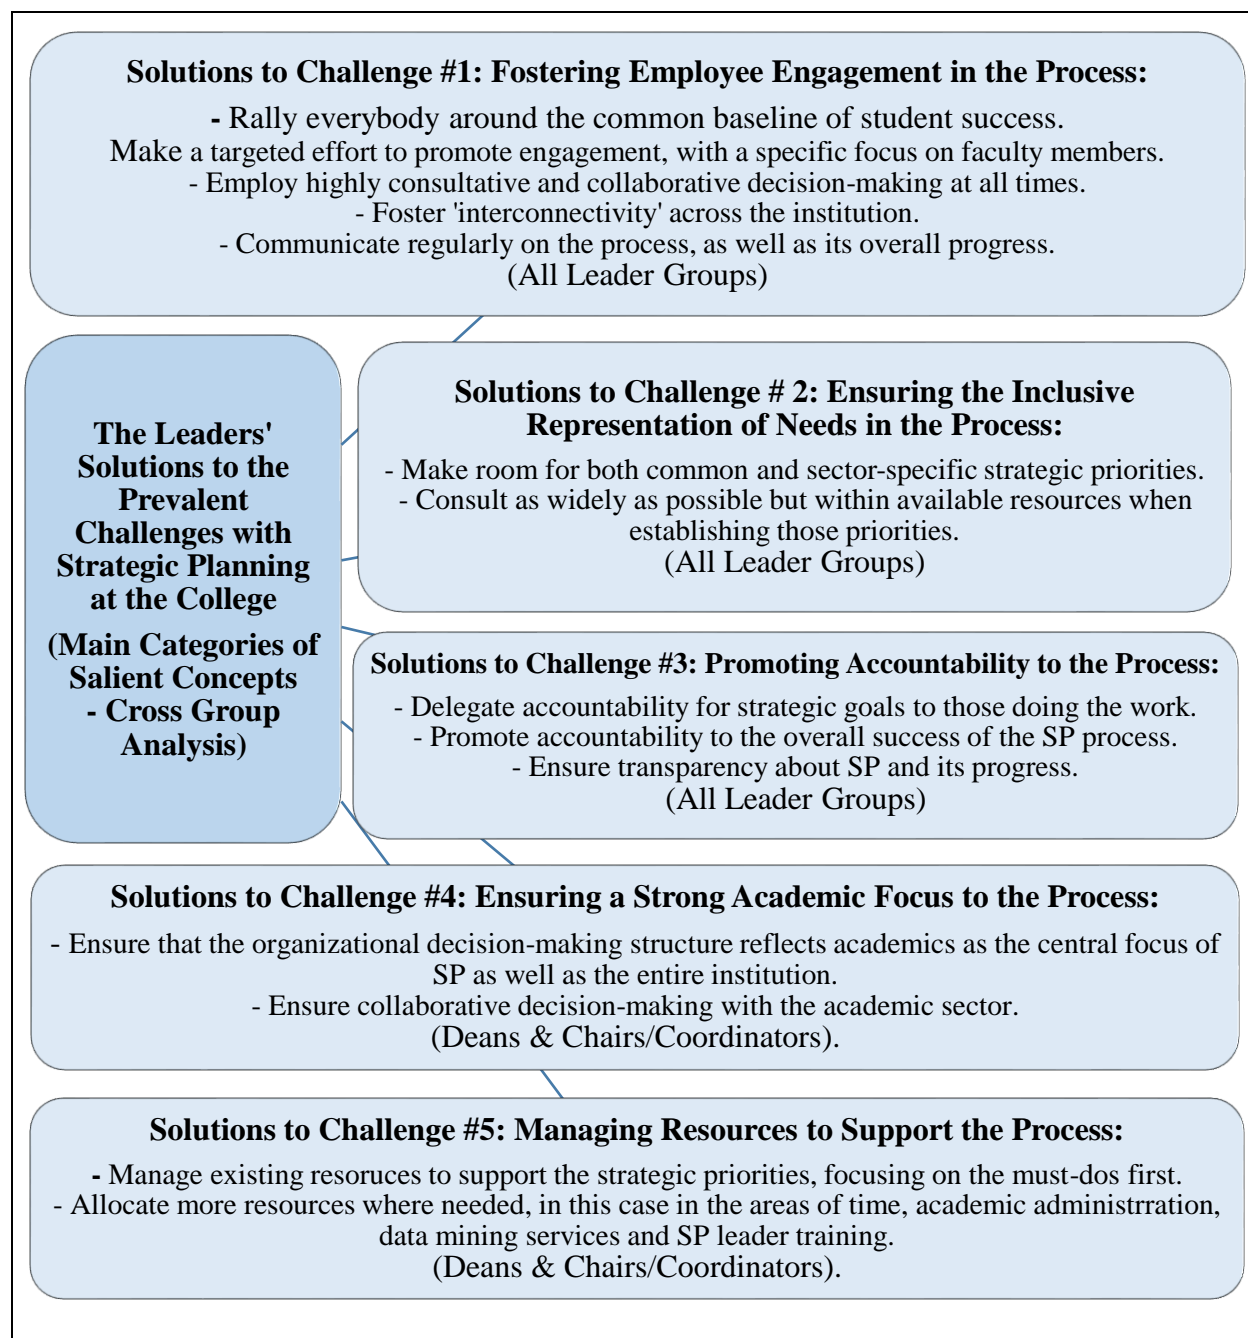 Solutions to Challenge #1: Fostering Employee Engagement in the Process:
- Rally everybody around the common baseline of student success.
Make a targeted effort to promote engagement, with a specific focus on faculty members.
- Employ highly consultative and collaborative decision-making at all times.
- Foster 'interconnectivity' across the institution.
- Communicate regularly on the process, as well as its overall progress.
(All Leader Groups)
The Leaders'
Solutions to the
Prevalent
Challenges with
Strategic Planning
at the College
(Main Categories of
Salient Concepts
- Cross Group
Analysis)
Solutions to Challenge # 2: Ensuring the Inclusive
Representation of Needs in the Process:
- Make room for both common and sector-specific strategic priorities.
- Consult as widely as possible but within available resources when
establishing those priorities.
(All Leader Groups)
Solutions to Challenge #3: Promoting Accountability to the Process:
- Delegate accountability for strategic goals to those doing the work.
- Promote accountability to the overall success of the SP process.
- Ensure transparency about SP and its progress.
(All Leader Groups)
Solutions to Challenge #4: Ensuring a Strong Academic Focus to the Process:
- Ensure that the organizational decision-making structure reflects academics as the central focus of
SP as well as the entire institution.
- Ensure collaborative decision-making with the academic sector.
(Deans & Chairs/Coordinators).
Solutions to Challenge #5: Managing Resources to Support the Process:
- Manage existing resoruces to support the strategic priorities, focusing on the must-dos first.
- Allocate more resources where needed, in this case in the areas of time, academic administrration,
data mining services and SP leader training.
(Deans & Chairs/Coordinators).